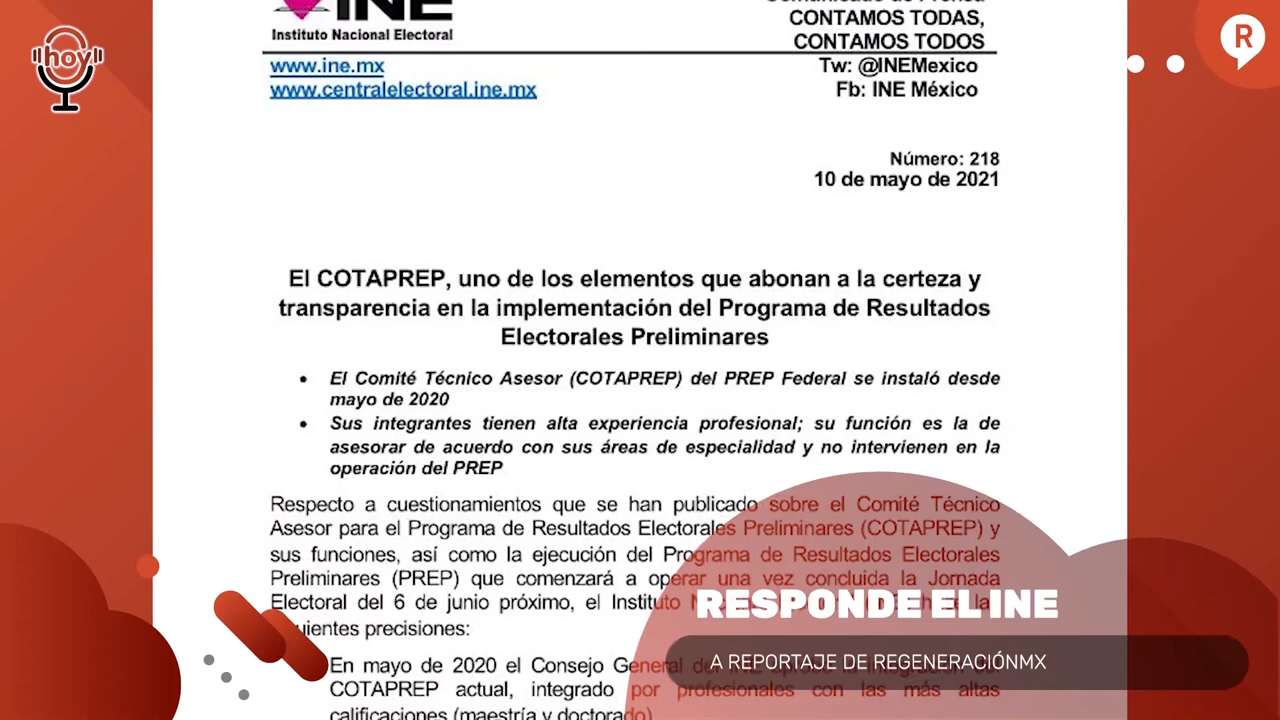 hoy
R
INE
Instituto Nacional Electoral
CONTAMOS TODAS,
CONTAMOS TODOS
www.ine.mx
Tw: @INEMexico
www.centralelectoral.ine.mx
Fb: INE México
Número: 218
10 de mayo de 2021
El COTAPREP, uno de los elementos que abonan a la certeza y
transparencia en la implementación del Programa de Resultados
Electorales Preliminares
• El Comité Técnico Asesor (COTAPREP) del PREP Federal se instaló desde
mayo de 2020
• Sus integrantes tienen alta experiencia profesional; su función es la de
asesorar de acuerdo con sus áreas de especialidad y no intervienen en la
operación del PREP
Respecto a cuestionamientos que se han publicado sobre el Comité Técnico
Asesor para el Programa de Resultados Electorales Preliminares (COTAPREP) y
sus funciones, así como la ejecución del Programa de Resultados Electorales
Preliminares (PREP) que comenzará a operar una vez concluida la Jornada
Electoral del 6 de junio próximo, el Instituto
RESPONDE EL INE
precisiones:
A REPORTAJE DE REGENERACIÓNMX
En mayo de 2020 el Consejo General del INE
COTAPREP actual, integrado por profesionales con las más altas
calificaciones (maestría y doctorado)